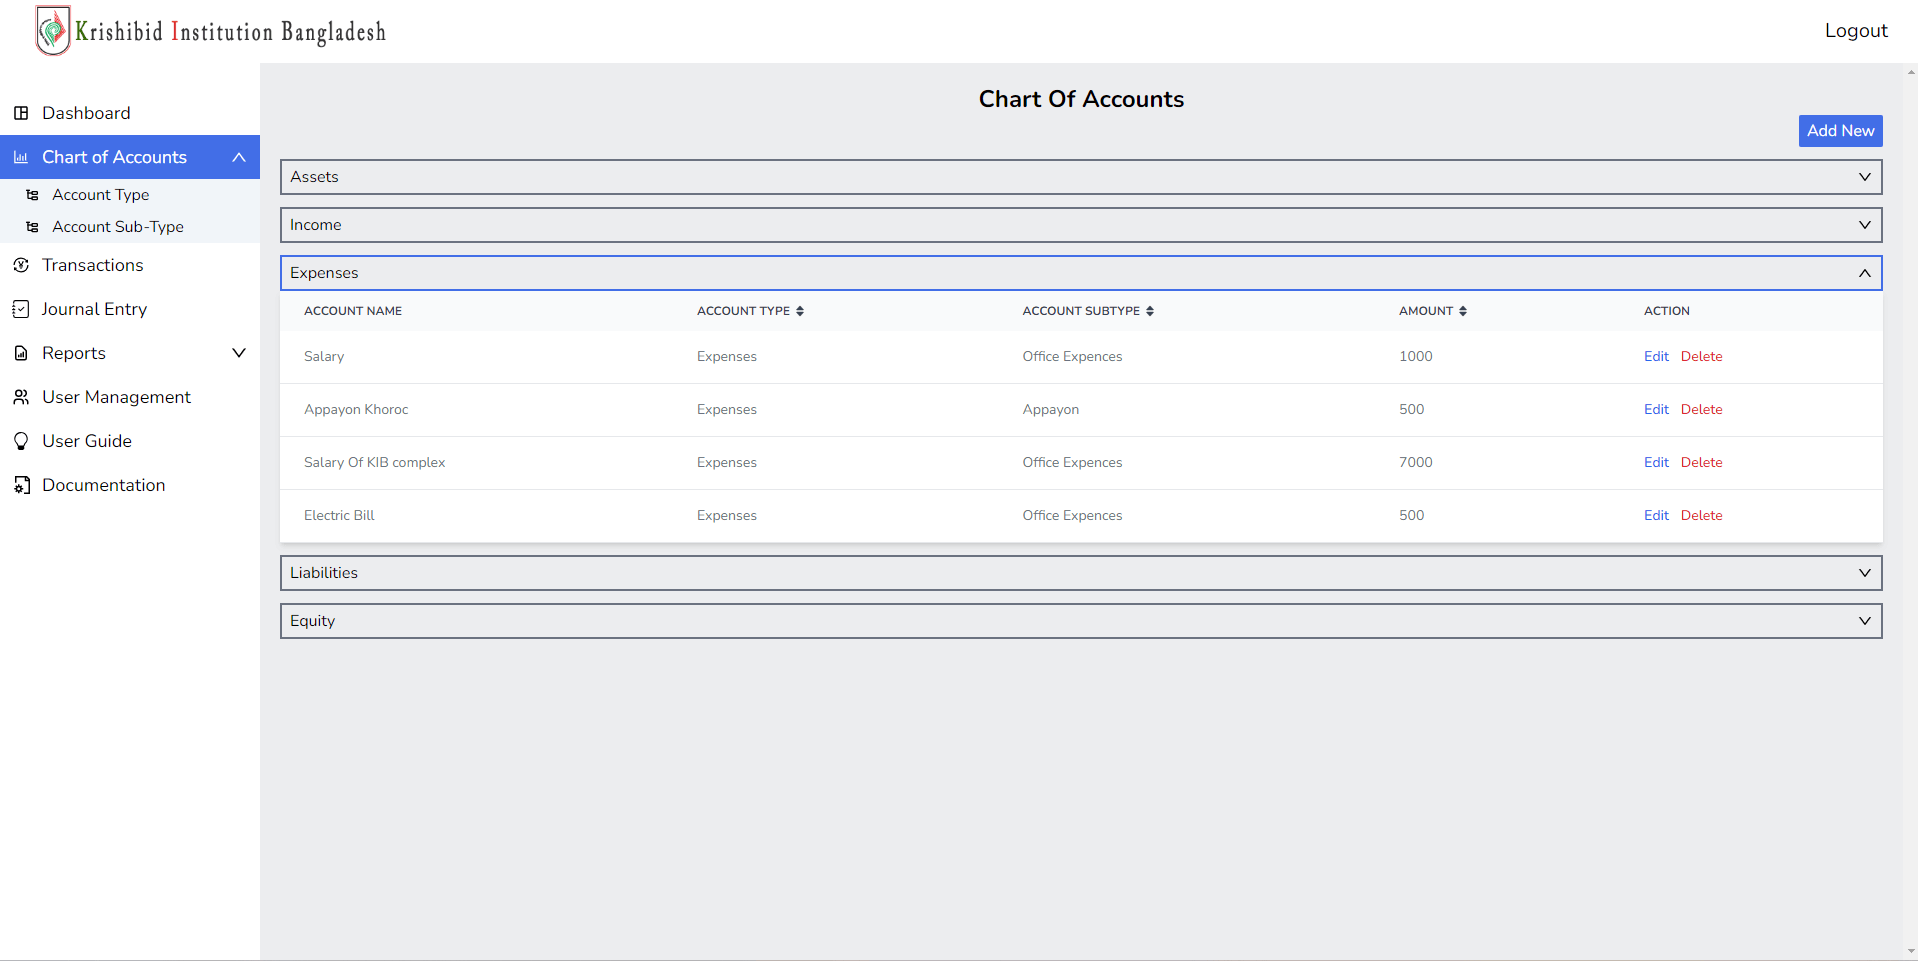 Krishibid Institution Bangladesh
Logout
Dashboard
Chart of Accounts
Account Type
Account Sub-Type
Transactions
Journal Entry
Reports
User Management
User Guide
Documentation
Chart Of Accounts
Add New
Assets
Income
Expenses
ACCOUNT NAME ACCOUNT TYPE ACCOUNT SUBTYPE AMOUNT ACTION
Salary Expenses Office Expences 1000 Edit Delete
Appayon Khoroc Expenses Appayon 500 Edit Delete
Salary Of KIB complex Expenses Office Expences 7000 Edit Delete
Electric Bill Expenses Office Expences 500 Edit Delete
Liabilities
Equity